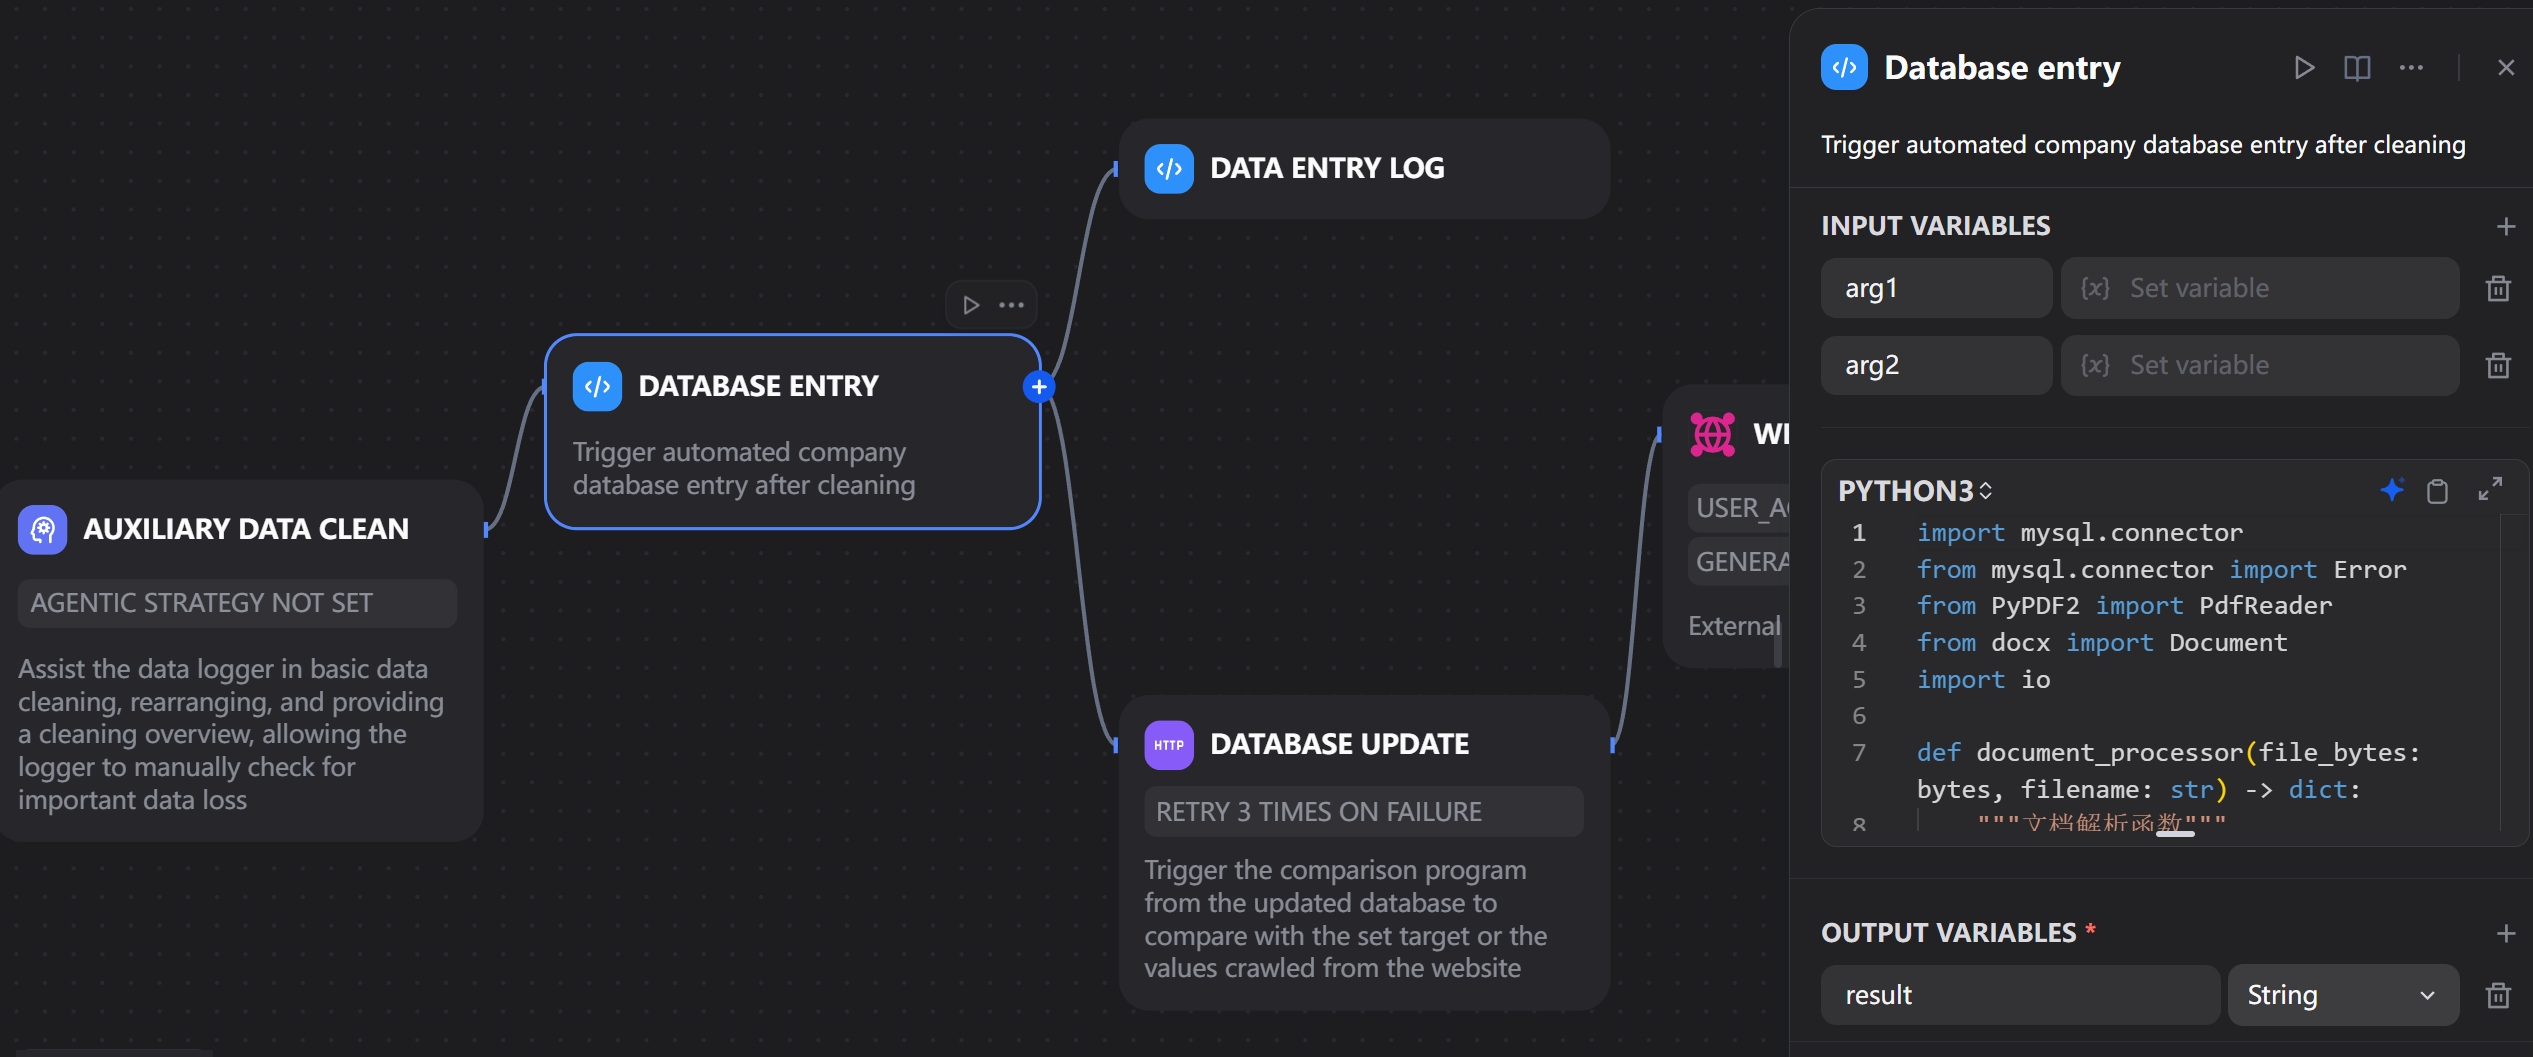 AUXILIARY DATA CLEAN
AGENTIC STRATEGY NOT SET
Assist the data logger in basic data
cleaning, rearranging, and providing
a cleaning overview, allowing the
logger to manually check for
important data loss
DATABASE ENTRY
Trigger automated company
database entry after cleaning
DATA ENTRY LOG
HTTP
DATABASE UPDATE
RETRY 3 TIMES ON FAILURE
Trigger the comparison program
from the updated database to
compare with the set target or the
values crawled from the website
USER_A
GENERA
External
Database entry
Trigger automated company database entry after cleaning
INPUT VARIABLES
arg1 {x} Set variable
arg2 {x} Set variable
PYTHON3
1 import mysql.connector
2 from mysql.connector import Error
3 from PyPDF2 import PdfReader
4 from docx import Document
5 import io
6
7 def document_processor(file_bytes:
bytes, filename: str) -> dict:
8 """文档解析函数"""
OUTPUT VARIABLES *
result String